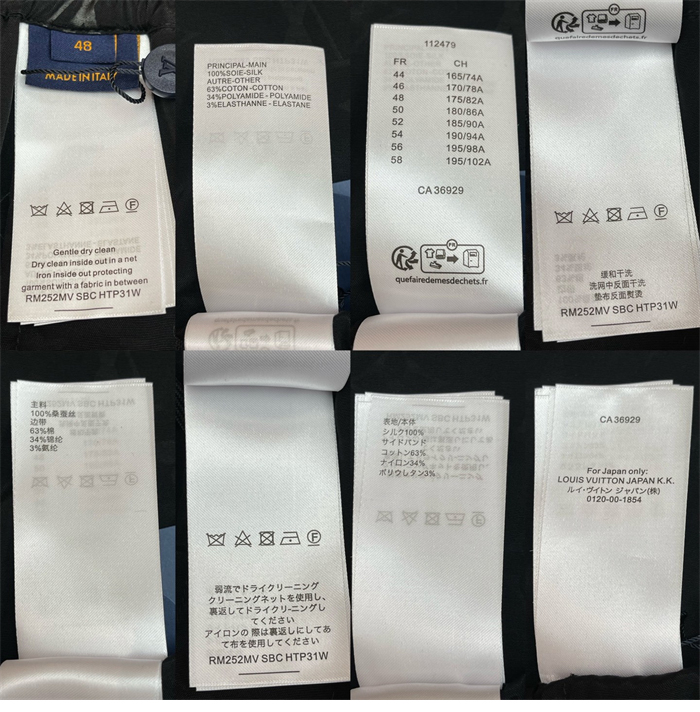 48
MADE IN ITALY
Gentle dry clean
Dry clean inside out in a net
Iron inside out protecting
garment with a fabric in between
RM252MV SBC HTP31W
PRINCIPAL-MAIN
100%SOIE-SILK
AUTRE-OTHER
63%COTON-COTTON
34%POLYAMIDE-POLYAMIDE
3%ELASTHANNE-ELASTANE
112479
FR CH
44 165/74A
46 170/78A
48 175/82A
50 180/86A
52 185/90A
54 190/94A
56 195/98A
58 195/102A
CA 36929
FR
quefairedemesdechets.fr
quefairedemesdechets.fr
缓和干洗
洗网中反面干洗
垫布反面熨烫
RM252MV SBC HTP31W
主料
100%桑蚕丝
边带
63%棉
34%锦纶
3%氨纶
弱流でドライクリーニング
クリーニングネットを使用し、
裏返してドライクリ-ニングし
てください
アイロンの 際は裏返しにしてあ
て布を使用してください
RM252MV SBC HTP31W
表地/本体
シルク100%
サイドバンド
コットン63%
ナイロン34%
ポリウレタン3%
CA 36929
For Japan only:
LOUIS VUITTON JAPAN K.K.
ルイ・ヴィトン ジャパン(株)
0120-00-1854